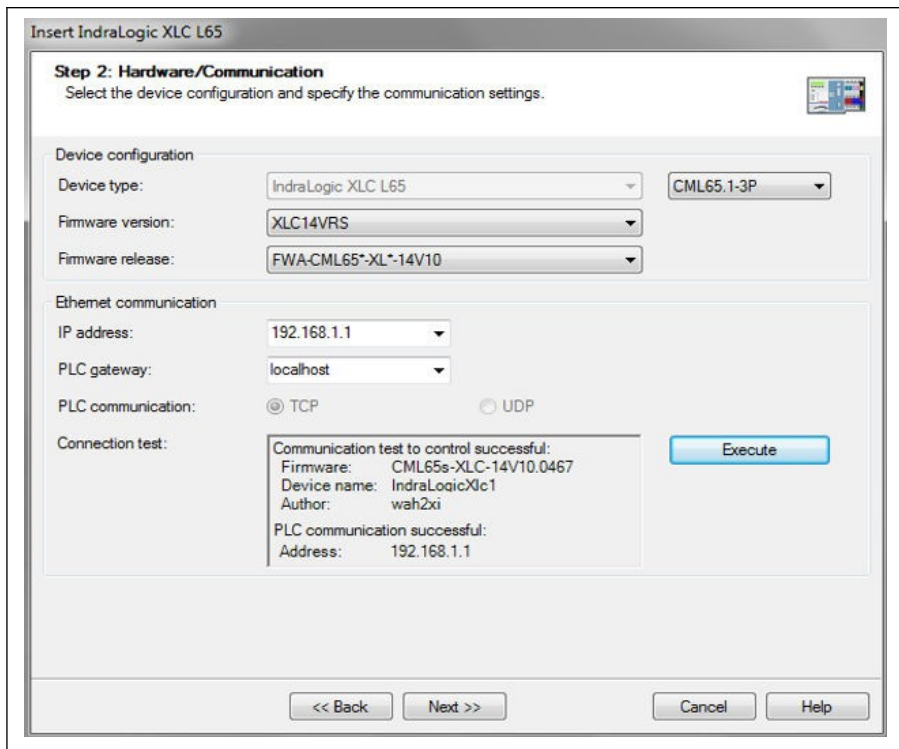 Insert IndraLogic XLC L65
Step 2: Hardware/Communication
Select the device configuration and specify the communication settings.
Device configuration
Device type: IndraLogic XLC L65 CML65.1-3P
Firmware version: XLC14VRS
Firmware release: FWA-CML65*-XL*-14V10
Ethernet communication
IP address: 192.168.1.1
PLC gateway: localhost
PLC communication: TCP UDP
Connection test: Communication test to control successful: Execute
Firmware: CML65s-XLC-14V10.0467
Device name: IndraLogicXlc1
Author: wah2xi
PLC communication successful:
Address: 192.168.1.1
<< Back Next >> Cancel Help